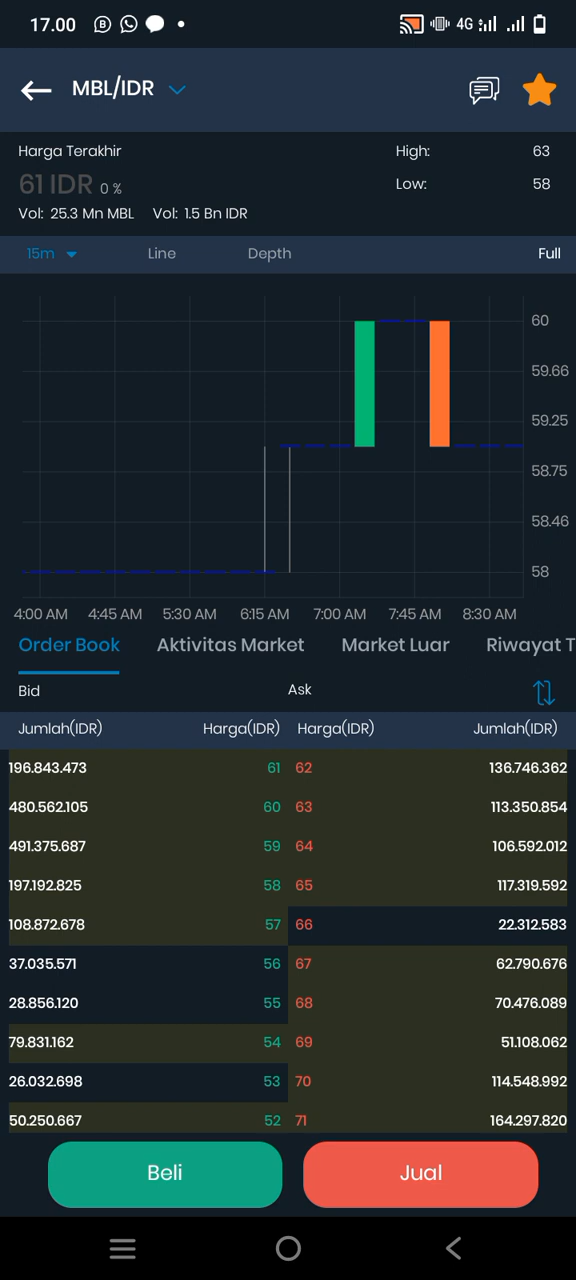 17.00 4G
MBL/IDR
Harga Terakhir High: 63
61 IDR 0 % Low: 58
Vol: 25.3 Mn MBL Vol: 1.5 Bn IDR
15m Line Depth Full
60
59.66
59.25
58.75
58.46
58
4:00 AM 4:45 AM 5:30 AM 6:15 AM 7:00 AM 7:45 AM 8:30 AM
Order Book Aktivitas Market Market Luar Riwayat T
Bid Ask
Jumlah(IDR) Harga(IDR) Harga(IDR) Jumlah(IDR)
196.843.473 61 62 136.746.362
480.562.105 60 63 113.350.854
491.375.687 59 64 106.592.012
197.192.825 58 65 117.319.592
108.872.678 57 66 22.312.583
37.035.571 56 67 62.790.676
28.856.120 55 68 70.476.089
79.831.162 54 69 51.108.062
26.032.698 53 70 114.548.992
50.250.667 52 71 164.297.820
Beli Jual